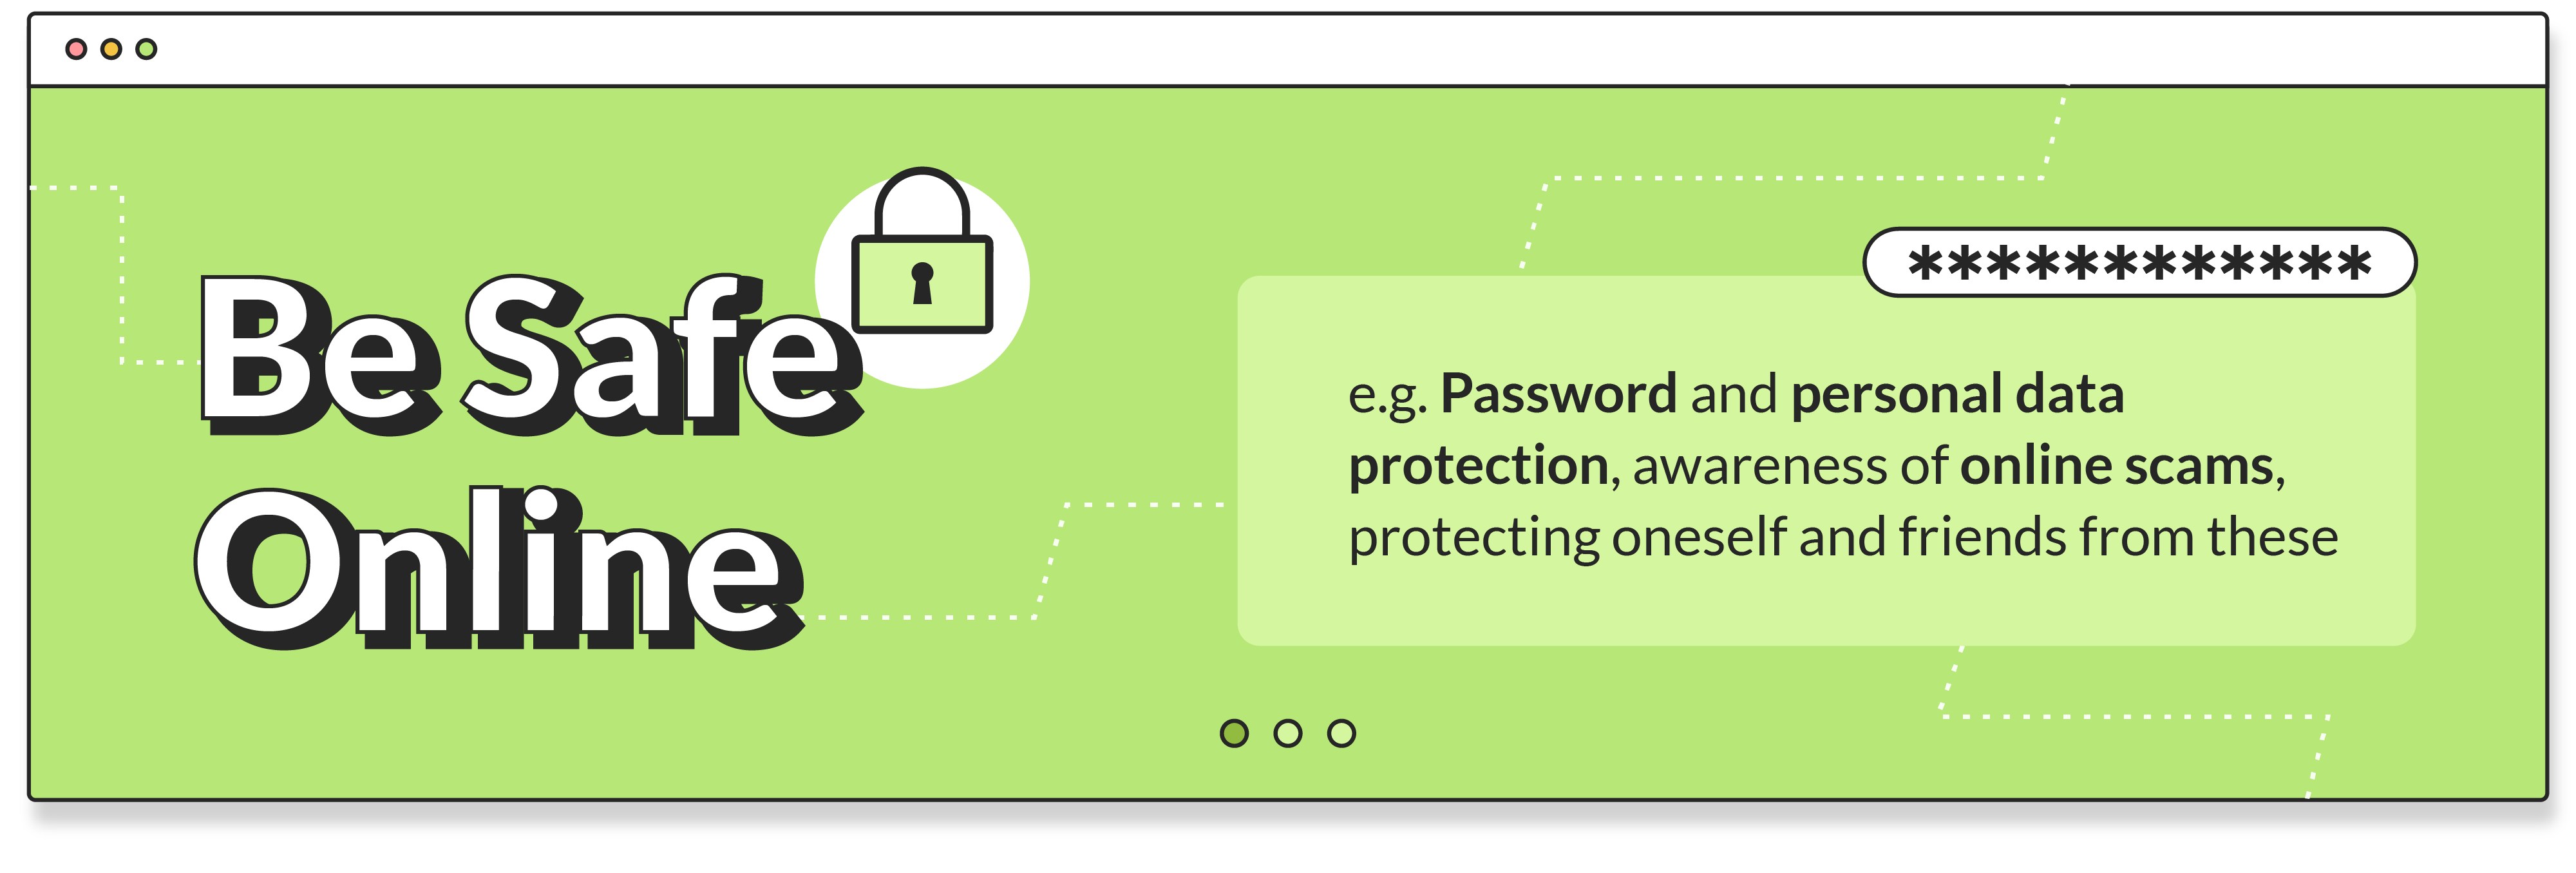 Be Safe
Online
************
e.g. Password and personal data
protection, awareness of online scams,
protecting oneself and friends from these